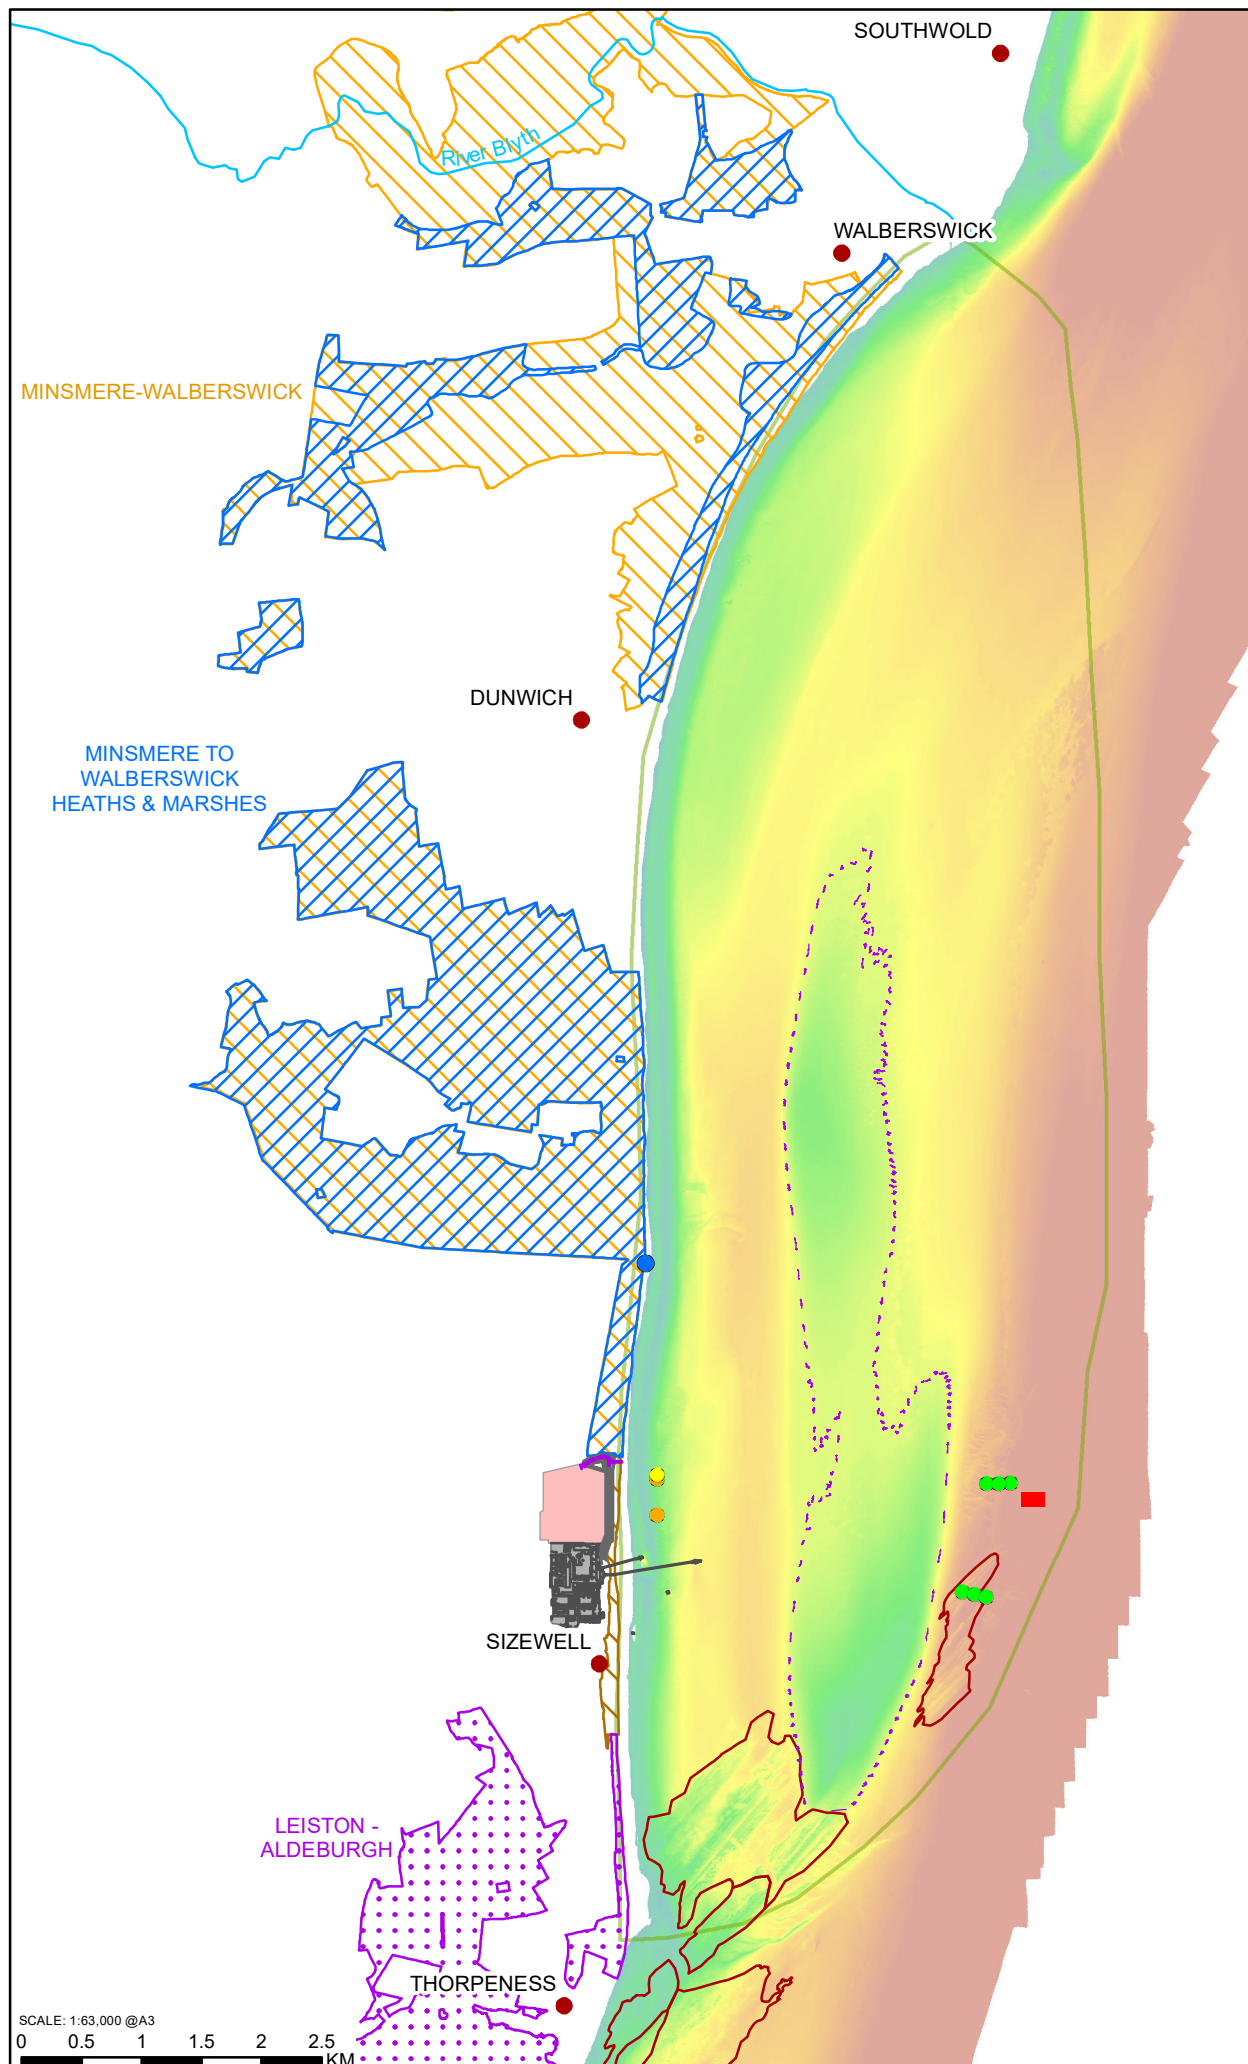 SOUTHWOLD
River Blyth
WALBERSWICK
MINSMERE-WALBERSWICK
DUNWICH
MINSMERE TO
WALBERSWICK
HEATHS & MARSHES
SIZEWELL
LEISTON -
ALDEBURGH
THORPENESS
SCALE: 1:63,000 @A3
0 0.5 1 1.5 2 2.5
KM